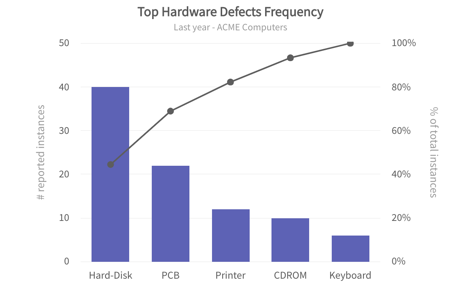 Top Hardware Defects Frequency
Last year - ACME Computers
50
40
30
20
10
0
# reported instances
100%
80%
60%
40%
20%
0%
% of total instances
Hard-Disk
PCB
Printer
CDROM
Keyboard